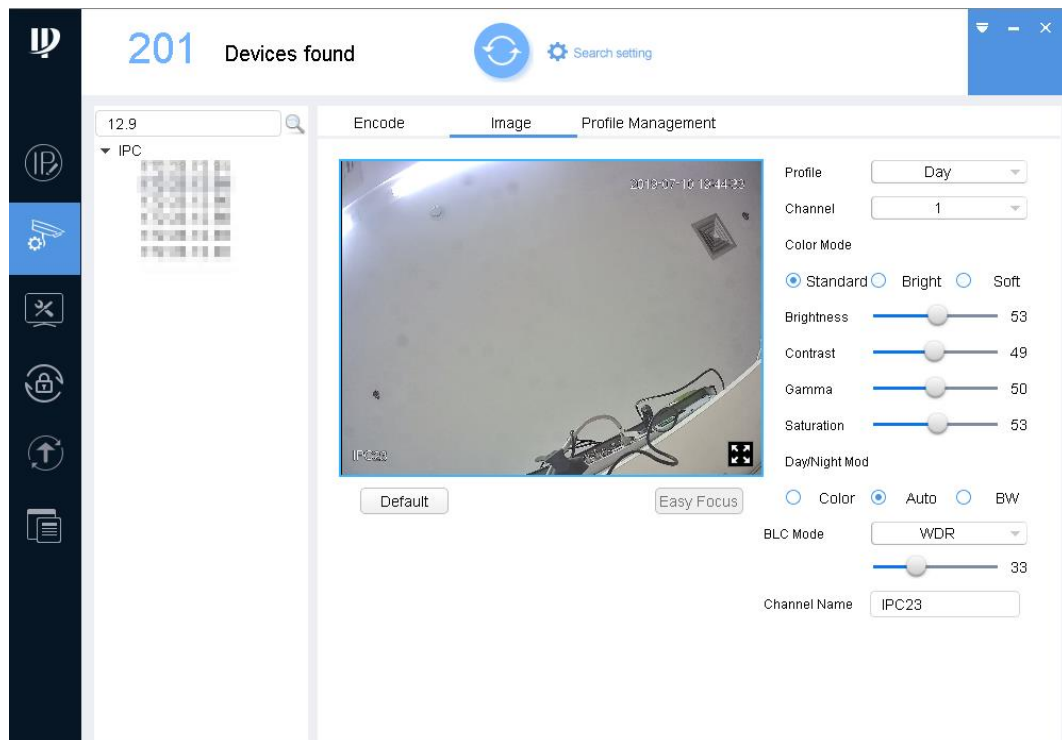 201 Devices found Search setting
12.9
IPC
Encode Image Profile Management
IPC23
Default Easy Focus
Profile Day
Channel 1
Color Mode
Standard Bright Soft
Brightness 53
Contrast 49
Gamma 50
Saturation 53
Day/Night Mod
Color Auto BW
BLC Mode WDR
33
Channel Name IPC23